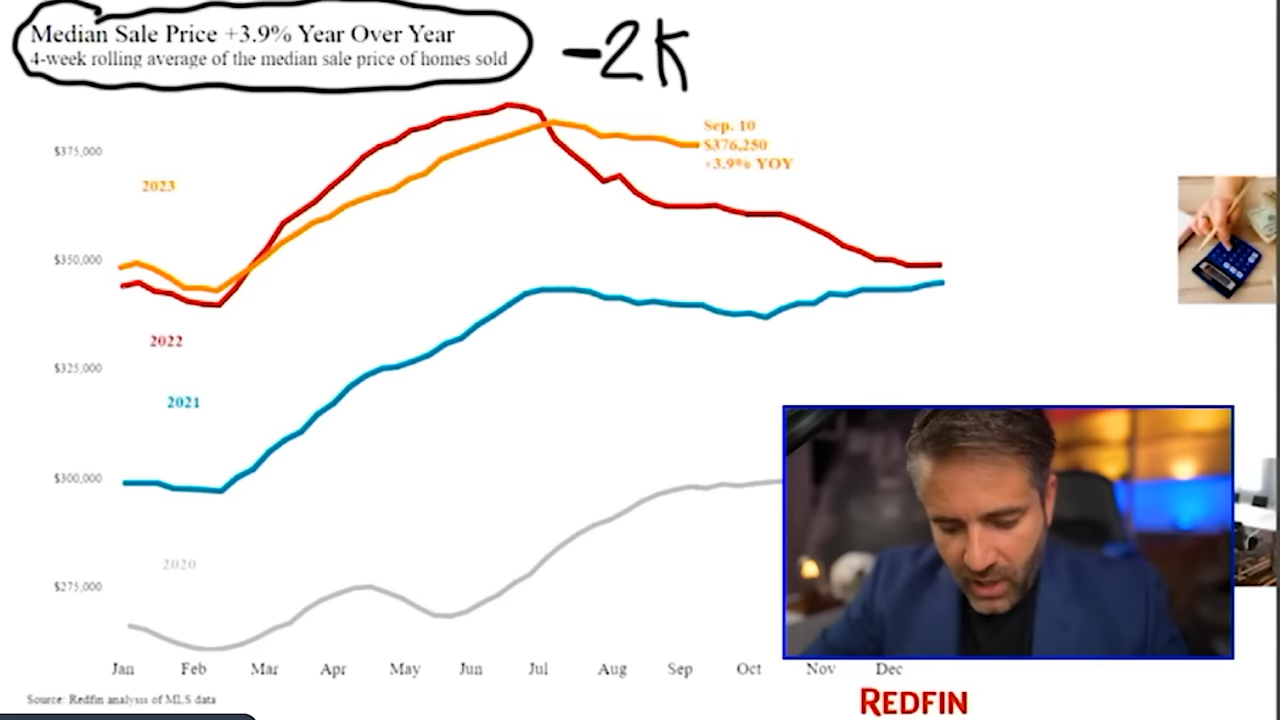 Median Sale Price +3.9% Year Over Year
4-week rolling average of the median sale price of homes sold
-2K
Sep. 10
$376,250
+3.9% YOY
$375,000
2023
$350,000
2022
$325,000
2021
$300,000
2020
$275,000
Jan Feb Mar Apr May Jun Jul Aug Sep Oct Nov Dec
Source: Redfin analysis of MLS data
REDFIN